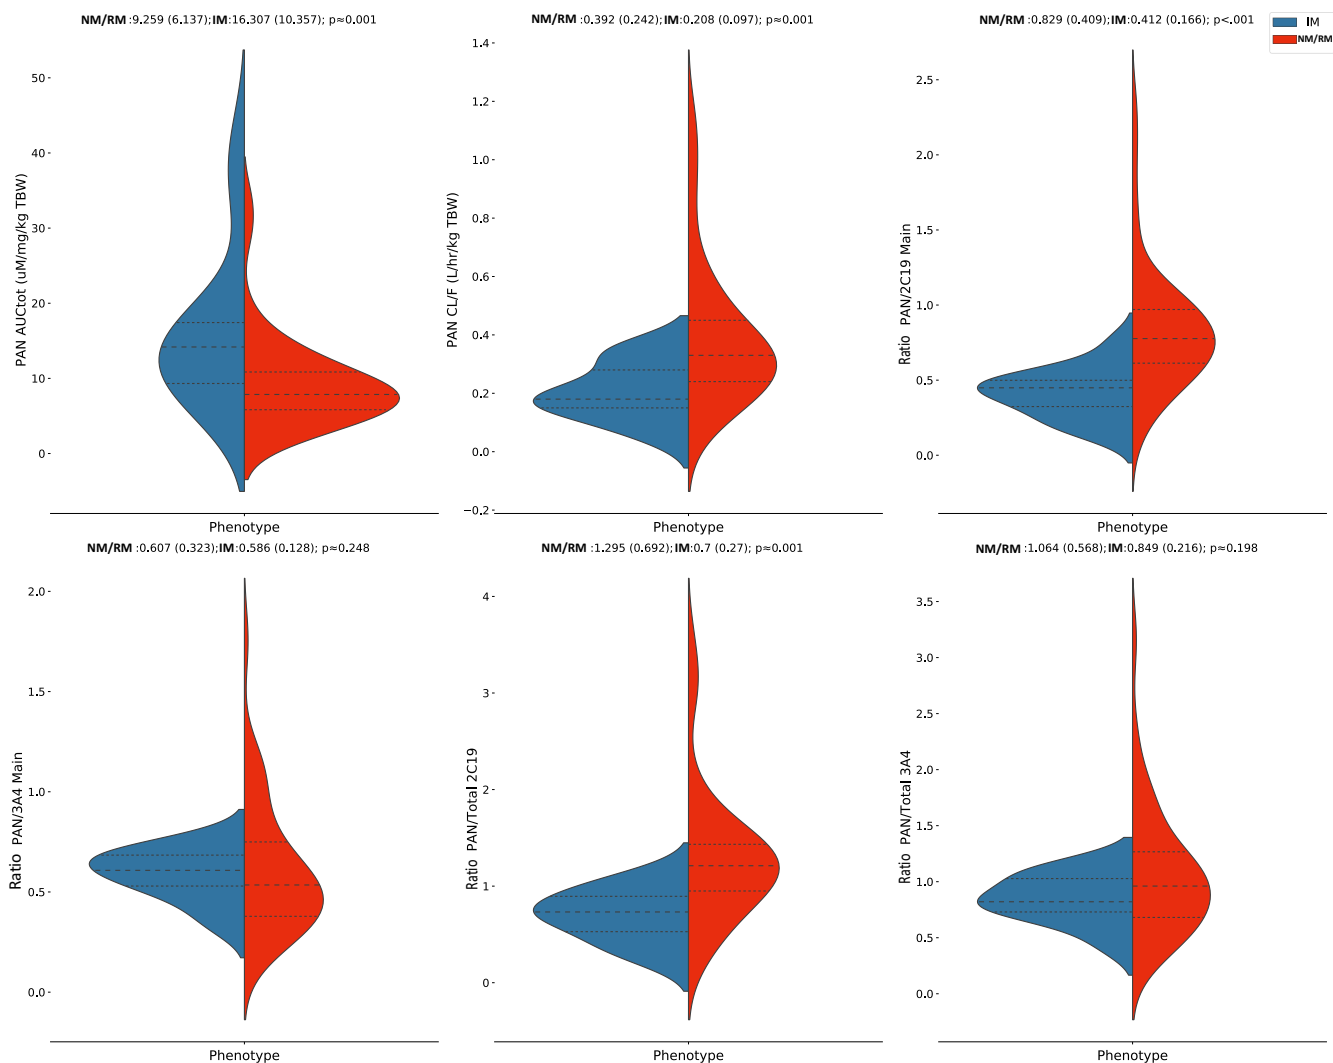 NM/RM :9.259 (6.137);IM:16.307 (10.357); p≈0.001
NM/RM :0.392 (0.242);IM:0.208 (0.097); p≈0.001
NM/RM :0.829 (0.409);IM:0.412 (0.166); p<.001
IM
NM/RM
PAN AUCtot (uM/mg/kg TBW)
50
40
30
20
10
0
Phenotype
PAN CL/F (L/hr/kg TBW)
1.4
1.2
1.0
0.8
0.6
0.4
0.2
0.0
−0.2
Phenotype
Ratio PAN/2C19 Main
2.5
2.0
1.5
1.0
0.5
0.0
Phenotype
NM/RM :0.607 (0.323);IM:0.586 (0.128); p≈0.248
NM/RM :1.295 (0.692);IM:0.7 (0.27); p≈0.001
NM/RM :1.064 (0.568);IM:0.849 (0.216); p≈0.198
Ratio PAN/3A4 Main
2.0
1.5
1.0
0.5
0.0
Phenotype
Ratio PAN/Total 2C19
4
3
2
1
0
Phenotype
Ratio PAN/Total 3A4
3.5
3.0
2.5
2.0
1.5
1.0
0.5
0.0
Phenotype